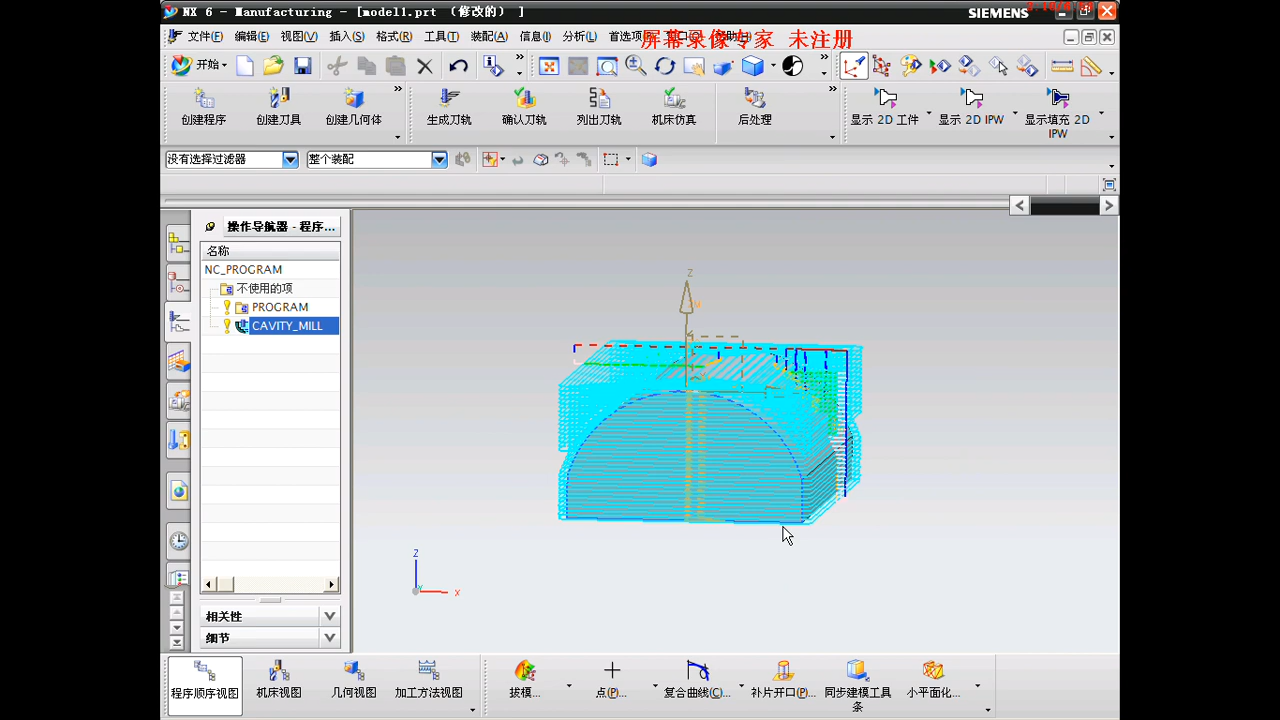 NX 6 - Manufacturing - [model1.prt （修改的） ]
SIEMENS
文件(F) 编辑(E) 视图(V) 插入(S) 格式(R) 工具(T) 装配(A) 信息(I) 分析(L) 首选项
屏幕录像专家 未注册
开始
创建程序 创建刀具 创建几何体 生成刀轨 确认刀轨 列出刀轨 机床仿真 后处理 显示 2D 工件 显示 2D IPW 显示填充 2D IPW
没有选择过滤器 整个装配
操作导航器 - 程序...
名称
NC_PROGRAM
不使用的项
PROGRAM
CAVITY_MILL
Z
Z
X
相关性
细节
程序顺序视图 机床视图 几何视图 加工方法视图 拔模... 点(P)... 复合曲线(C)... 补片开口(P)... 同步建模工具条 小平面化...